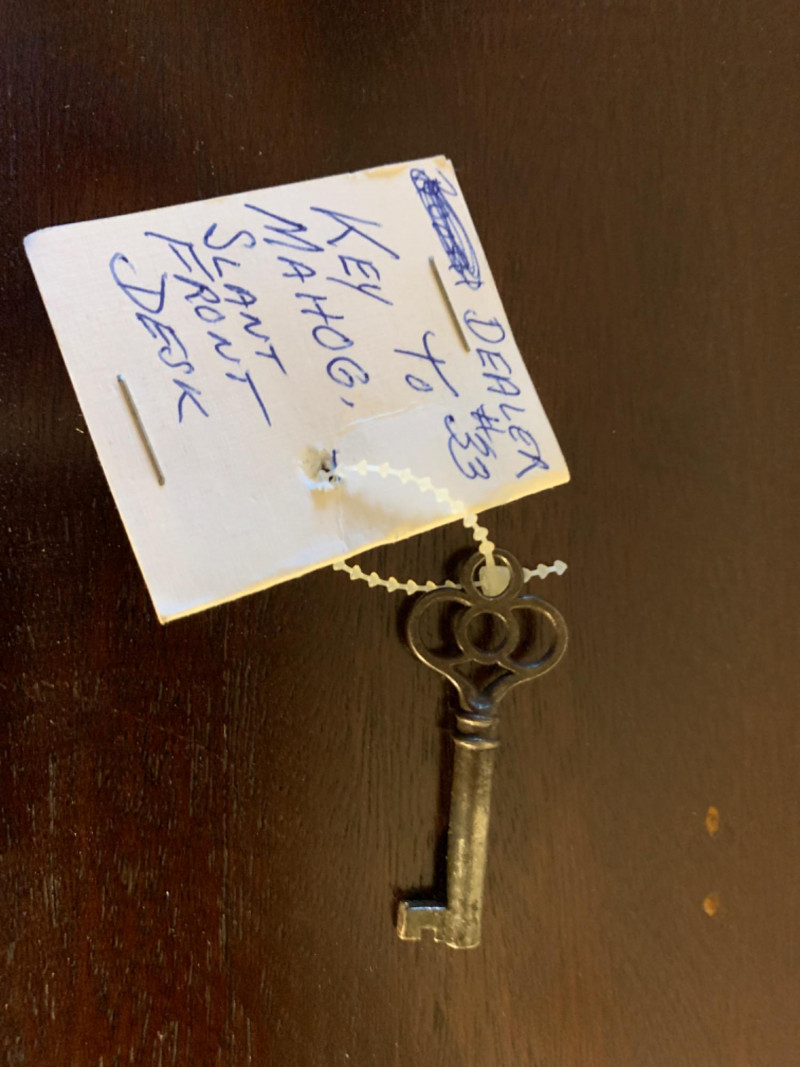 DEALER
#33
KEY TO
MAHOG.
SLANT
FRONT
DESK